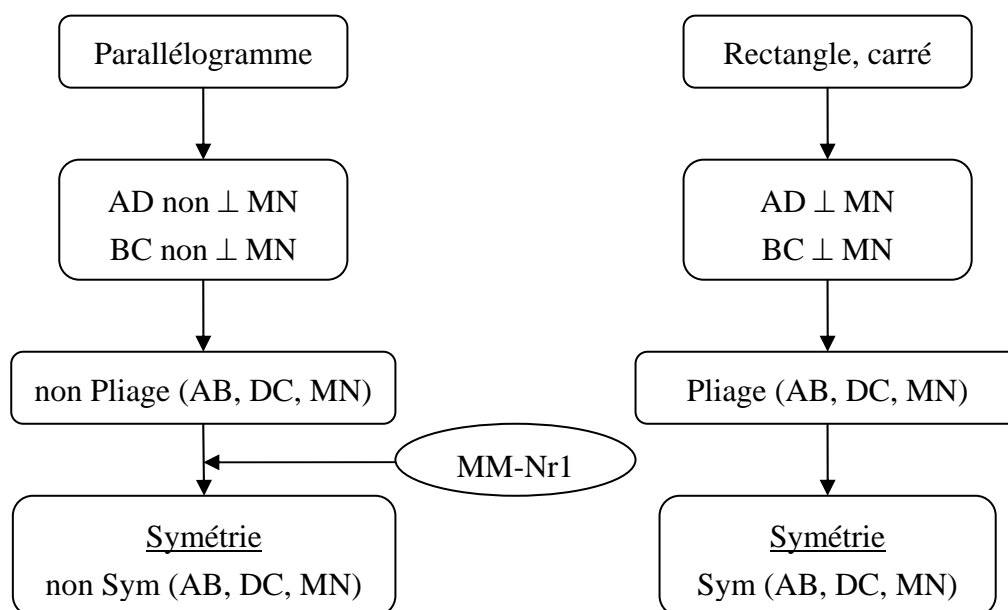 Parallélogramme
AD non ⊥ MN
BC non ⊥ MN
non Pliage (AB, DC, MN)
MM-Nr1
Symétrie
non Sym (AB, DC, MN)
Rectangle, carré
AD ⊥ MN
BC ⊥ MN
Pliage (AB, DC, MN)
Symétrie
Sym (AB, DC, MN)